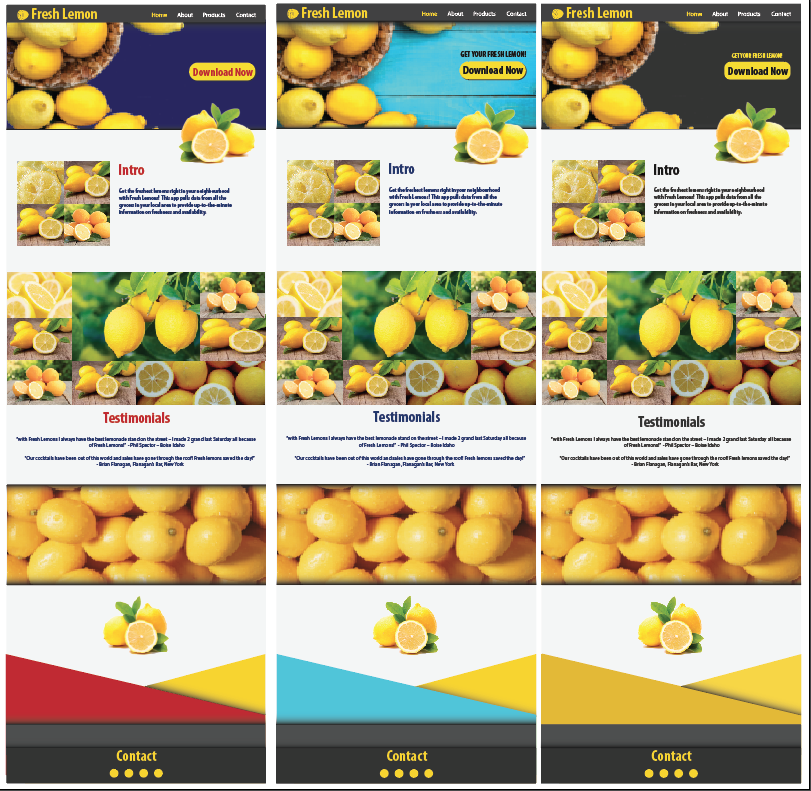 Fresh Lemon
Home About Products Contact
Download Now
Intro
Get the freshest lemons right to your neighbourhood
with Fresh Lemons! This app pulls data from all the
grocers in your local area to provide up-to-the-minute
information on freshness and availability.
Testimonials
"with Fresh Lemons I always have the best lemonade stand on the street – I made 2 grand last Saturday all because
of Fresh Lemons!" - Phil Spector – Boise Idaho
"Our cocktails have been out of this world and sales have gone through the roof! Fresh lemons saved the day!"
- Brian Flanagan, Flanagan's Bar, New York
Contact
Fresh Lemon
Home About Products Contact
GET YOUR FRESH LEMON!
Download Now
Intro
Get the freshest lemons right in your neighbourhood
with Fresh Lemons! This app pulls data from all the
grocers in your local area to provide up-to-the-minute
information on freshness and availability.
Testimonials
"with Fresh Lemons I always have the best lemonade stand on the street – I made 2 grand last Saturday all because
of Fresh Lemons!" - Phil Spector – Boise Idaho
"Our cocktails have been out of this world and sales have gone through the roof! Fresh lemons saved the day!"
- Brian Flanagan, Flanagan's Bar, New York
Contact
Fresh Lemon
Home About Products Contact
GET YOUR FRESH LEMON!
Download Now
Intro
Get the freshest lemons right to your neighbourhood
with Fresh Lemons! This app pulls data from all the
grocers in your local area to provide up-to-the-minute
information on freshness and availability.
Testimonials
"with Fresh Lemons I always have the best lemonade stand on the street – I made 2 grand last Saturday all because
of Fresh Lemons!" - Phil Spector – Boise Idaho
"Our cocktails have been out of this world and sales have gone through the roof! Fresh lemons saved the day!"
- Brian Flanagan, Flanagan's Bar, New York
Contact